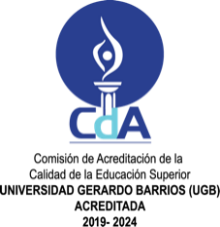 CdA
Comisión de Acreditación de la
Calidad de la Educación Superior
UNIVERSIDAD GERARDO BARRIOS (UGB)
ACREDITADA
2019- 2024